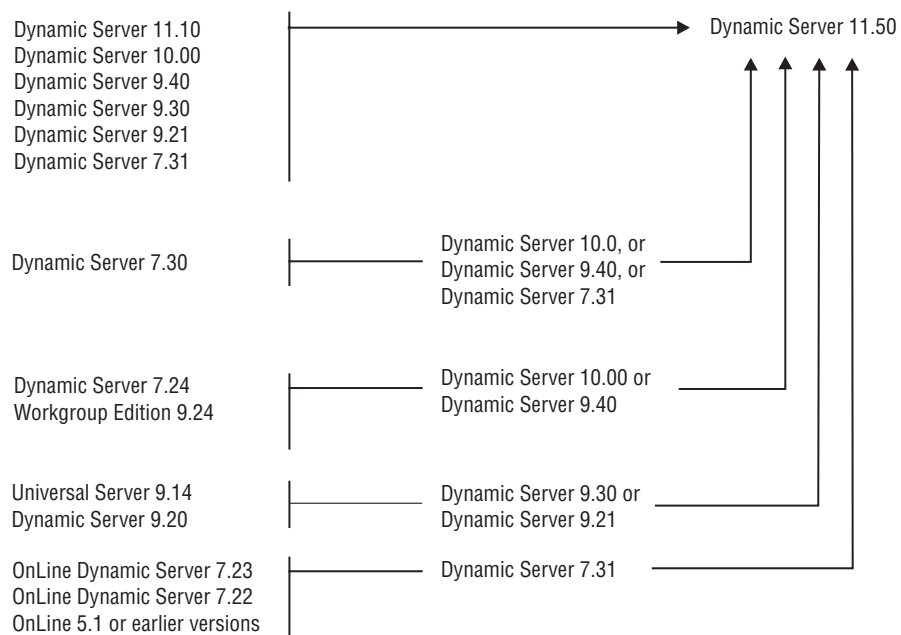 Dynamic Server 11.10
Dynamic Server 10.00
Dynamic Server 9.40
Dynamic Server 9.30
Dynamic Server 9.21
Dynamic Server 7.31
Dynamic Server 11.50
Dynamic Server 7.30
Dynamic Server 10.0, or
Dynamic Server 9.40, or
Dynamic Server 7.31
Dynamic Server 7.24
Workgroup Edition 9.24
Dynamic Server 10.00 or
Dynamic Server 9.40
Universal Server 9.14
Dynamic Server 9.20
Dynamic Server 9.30 or
Dynamic Server 9.21
OnLine Dynamic Server 7.23
OnLine Dynamic Server 7.22
OnLine 5.1 or earlier versions
Dynamic Server 7.31